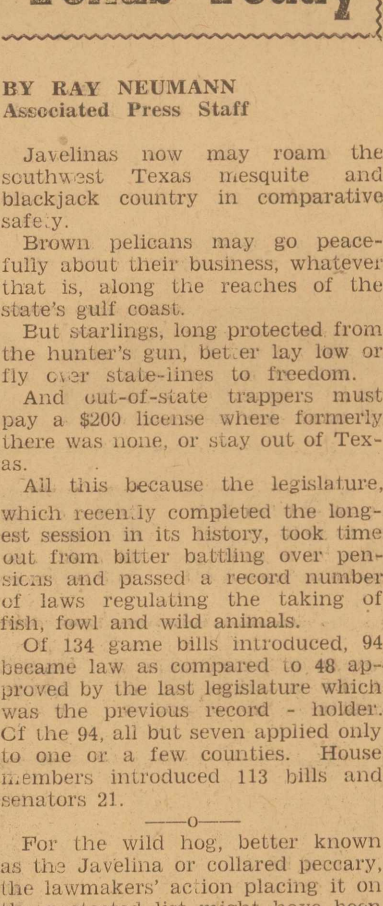 Today
BY RAY NEUMANN
Associated Press Staff
Javelinas now may roam the
southwest Texas mesquite and
blackjack country in comparative
safety.
Brown pelicans may go peace-
fully about their business, whatever
that is, along the reaches of the
state's gulf coast.
But starlings, long protected from
the hunter's gun, better lay low or
fly over state-lines to freedom.
And out-of-state trappers must
pay a $200 license where formerly
there was none, or stay out of Tex-
as.
All this because the legislature,
which recently completed the long-
est session in its history, took time
out from bitter battling over pen-
sions and passed a record number
of laws regulating the taking of
fish, fowl and wild animals.
Of 134 game bills introduced, 94
became law as compared to 48 ap-
proved by the last legislature which
was the previous record - holder.
Of the 94, all but seven applied only
to one or a few counties. House
members introduced 113 bills and
senators 21.
——o——
For the wild hog, better known
as the Javelina or collared peccary,
the lawmakers' action placing it on
list might have been